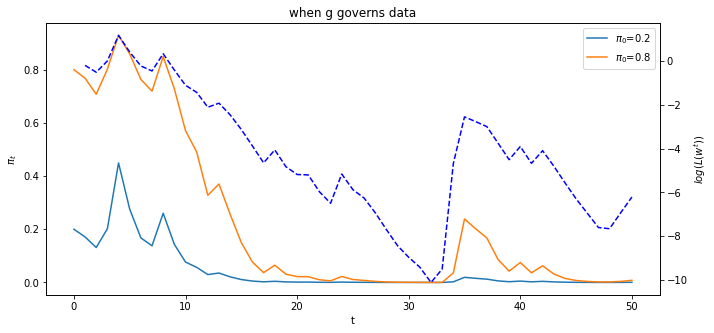 when g governs data
π₀=0.2
π₀=0.8
πₜ
0.8
0.6
0.4
0.2
0.0
0
−2
−4
−6
−8
−10
log(L(wᵗ))
0 10 20 30 40 50
t